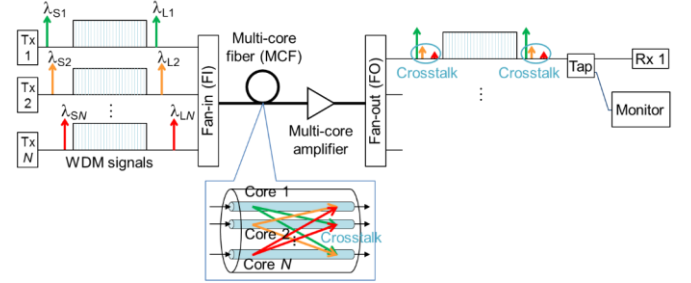 λS1
λL1
Tx
1
λS2
λL2
Tx
2
⋮
λSN
λLN
Tx
N
WDM signals
Fan-in (FI)
Multi-core
fiber (MCF)
Multi-core
amplifier
Fan-out (FO)
Crosstalk
Crosstalk
⋮
Tap
Rx 1
Monitor
Core 1
Core 2
⋮
Crosstalk
Core N